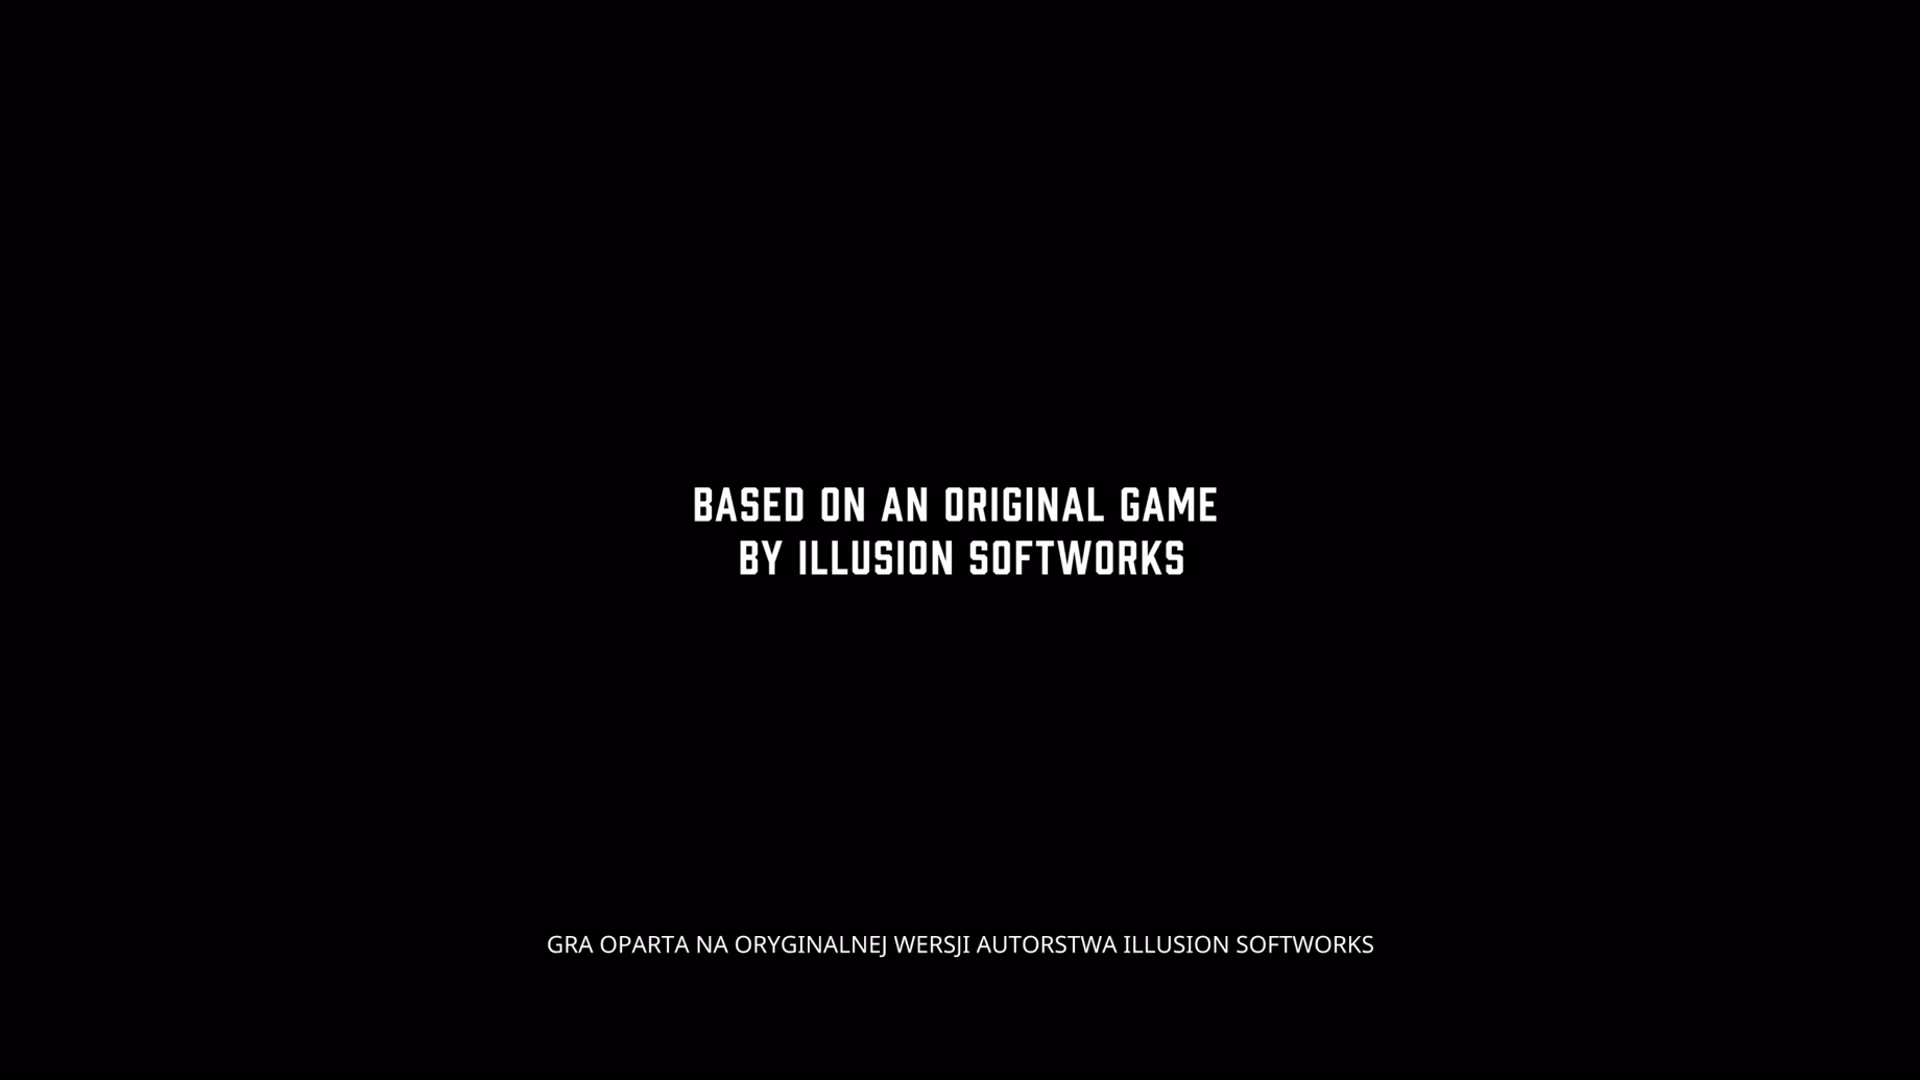 BASED ON AN ORIGINAL GAME
BY ILLUSION SOFTWORKS
GRA OPARTA NA ORYGINALNEJ WERSJI AUTORSTWA ILLUSION SOFTWORKS